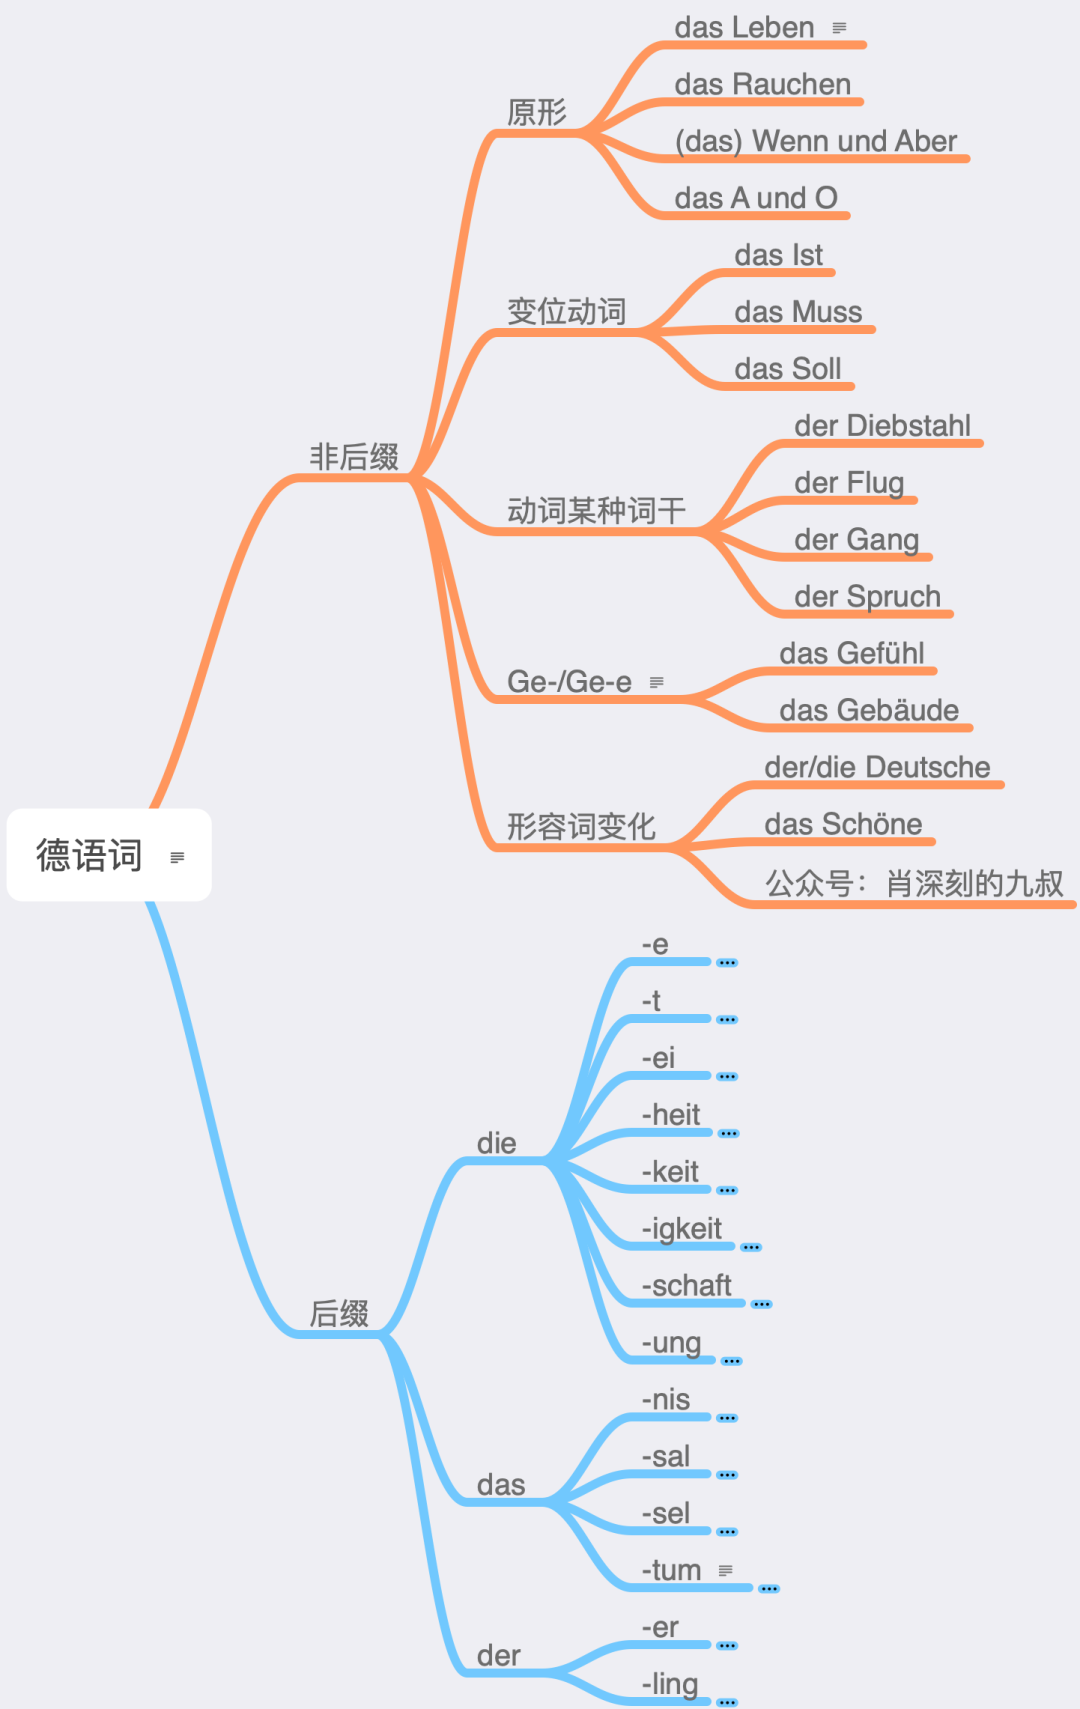 德语词
非后缀
原形
das Leben
das Rauchen
(das) Wenn und Aber
das A und O
变位动词
das Ist
das Muss
das Soll
动词某种词干
der Diebstahl
der Flug
der Gang
der Spruch
Ge-/Ge-e
das Gefühl
das Gebäude
形容词变化
der/die Deutsche
das Schöne
公众号：肖深刻的九叔
后缀
die
-e
-t
-ei
-heit
-keit
-igkeit
-schaft
-ung
das
-nis
-sal
-sel
-tum
der
-er
-ling